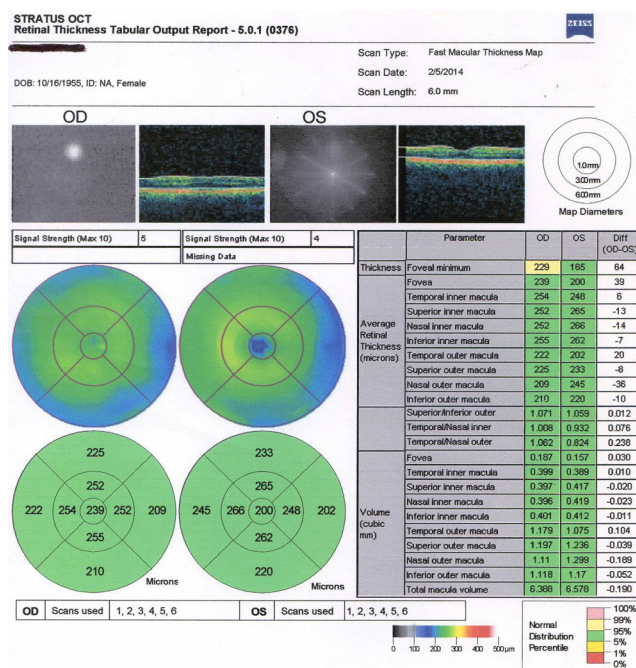 STRATUS OCT
Retinal Thickness Tabular Output Report - 5.0.1 (0376)
ZEISS
Scan Type: Fast Macular Thickness Map
Scan Date: 2/5/2014
DOB: 10/16/1955, ID: NA, Female
Scan Length: 6.0 mm
OD OS
1.0mm
3.00mm
6.00mm
Map Diameters
Signal Strength (Max 10) 5 Signal Strength (Max 10) 4
Missing Data
Parameter OD OS Diff (OD-OS)
Thickness Foveal minimum 229 165 64
Average Retinal Thickness (microns)
Fovea 239 200 39
Temporal inner macula 254 248 6
Superior inner macula 252 265 -13
Nasal inner macula 252 266 -14
Inferior inner macula 255 262 -7
Temporal outer macula 222 202 20
Superior outer macula 225 233 -8
Nasal outer macula 209 245 -36
Inferior outer macula 210 220 -10
Superior/Inferior outer 1.071 1.059 0.012
Temporal/Nasal inner 1.008 0.932 0.076
Temporal/Nasal outer 1.062 0.824 0.238
Volume (cubic mm)
Fovea 0.187 0.157 0.030
Temporal inner macula 0.399 0.389 0.010
Superior inner macula 0.397 0.417 -0.020
Nasal inner macula 0.396 0.419 -0.023
Inferior inner macula 0.401 0.412 -0.011
Temporal outer macula 1.179 1.075 0.104
Superior outer macula 1.197 1.236 -0.039
Nasal outer macula 1.11 1.299 -0.189
Inferior outer macula 1.118 1.17 -0.052
Total macula volume 6.388 6.578 -0.190
225
252
222 254 239 252 209
255
210
Microns
233
265
245 266 200 248 202
262
220
Microns
OD Scans used 1, 2, 3, 4, 5, 6 OS Scans used 1, 2, 3, 4, 5, 6
0 100 200 300 400 500 µm
Normal
Distribution
Percentile
100%
99%
95%
5%
1%
0%